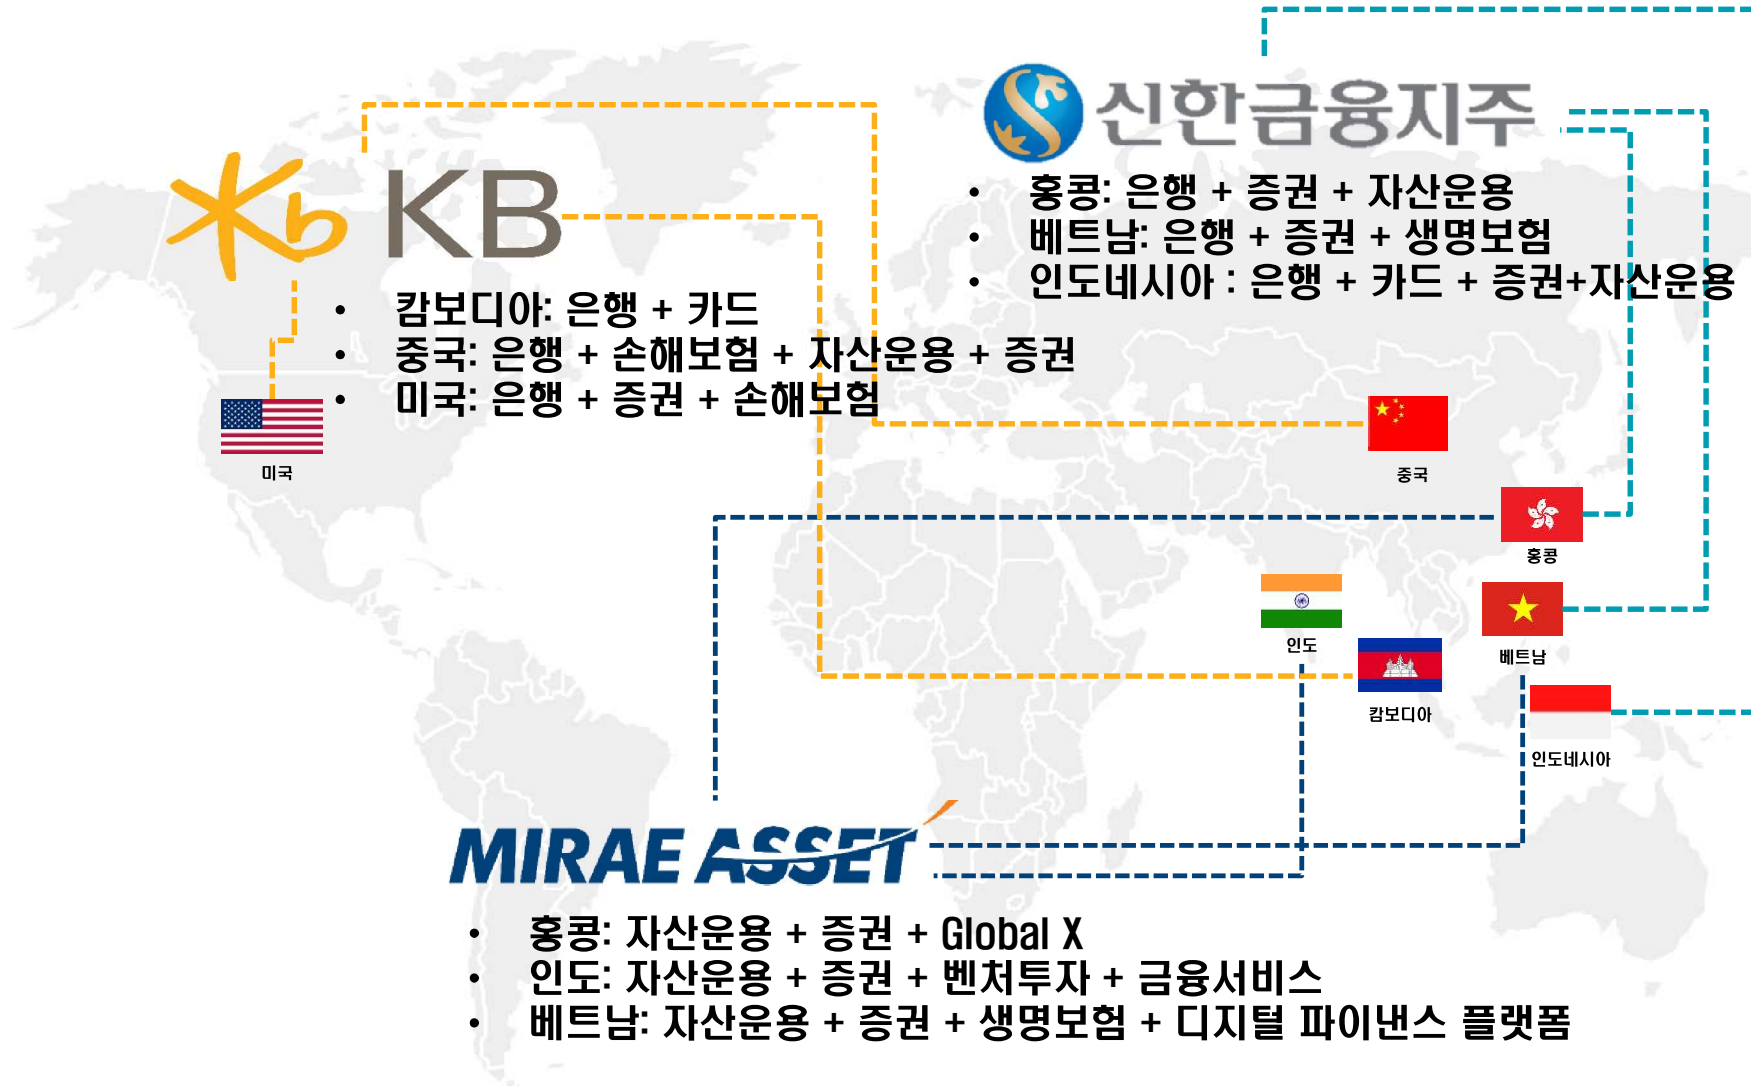 신한금융지주
• 홍콩: 은행 + 증권 + 자산운용
• 베트남: 은행 + 증권 + 생명보험
• 인도네시아 : 은행 + 카드 + 증권+자산운용
Kb KB
• 캄보디아: 은행 + 카드
• 중국: 은행 + 손해보험 + 자산운용 + 증권
• 미국: 은행 + 증권 + 손해보험
미국
중국
홍콩
인도
베트남
캄보디아
인도네시아
MIRAE ASSET
• 홍콩: 자산운용 + 증권 + Global X
• 인도: 자산운용 + 증권 + 벤처투자 + 금융서비스
• 베트남: 자산운용 + 증권 + 생명보험 + 디지털 파이낸스 플랫폼